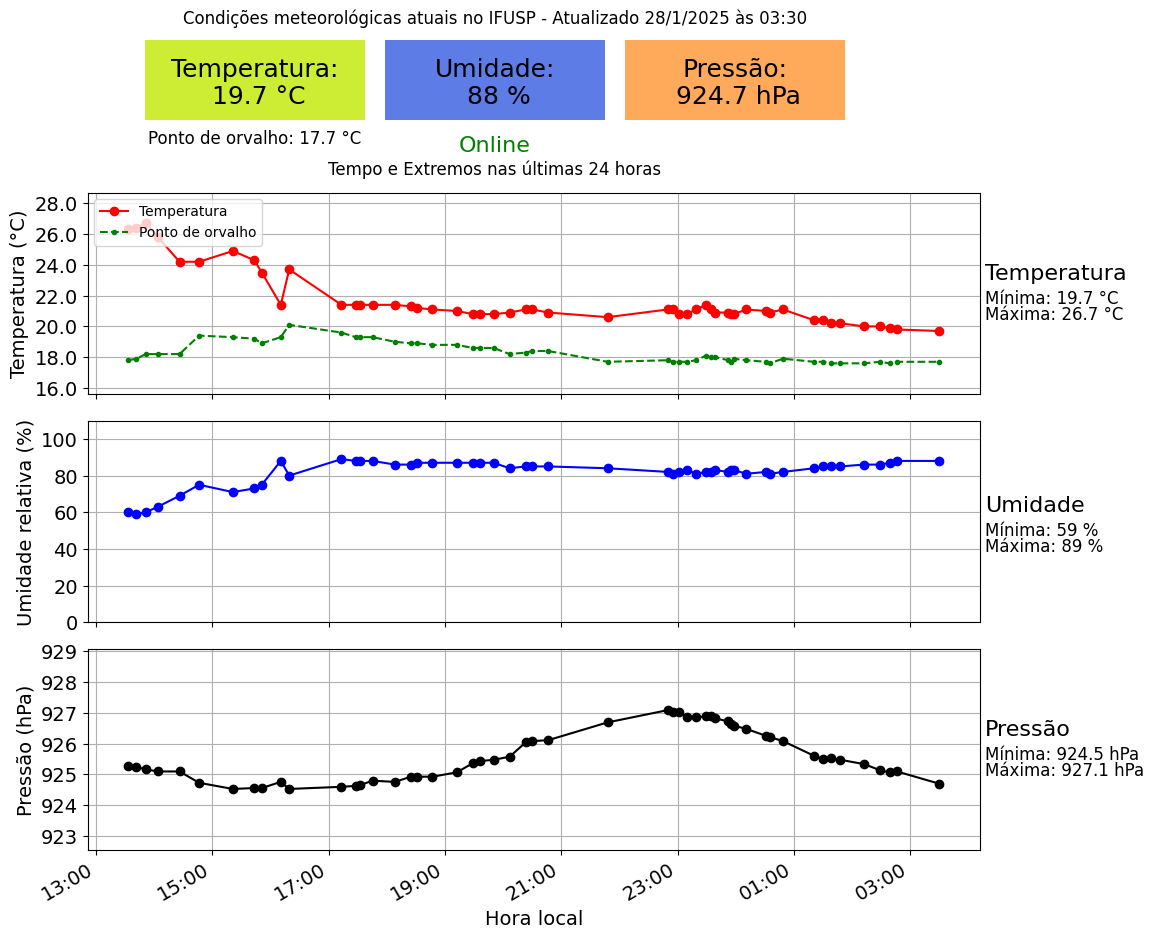 Condições meteorológicas atuais no IFUSP - Atualizado 28/1/2025 às 03:30
Temperatura:
19.7 °C
Umidade:
88 %
Pressão:
924.7 hPa
Ponto de orvalho: 17.7 °C
Online
Tempo e Extremos nas últimas 24 horas
Temperatura (°C)
28.0
26.0
24.0
22.0
20.0
18.0
16.0
Temperatura
Ponto de orvalho
Temperatura
Mínima: 19.7 °C
Máxima: 26.7 °C
Umidade relativa (%)
100
80
60
40
20
0
Umidade
Mínima: 59 %
Máxima: 89 %
Pressão (hPa)
929
928
927
926
925
924
923
Pressão
Mínima: 924.5 hPa
Máxima: 927.1 hPa
13:00
15:00
17:00
19:00
21:00
23:00
01:00
03:00
Hora local